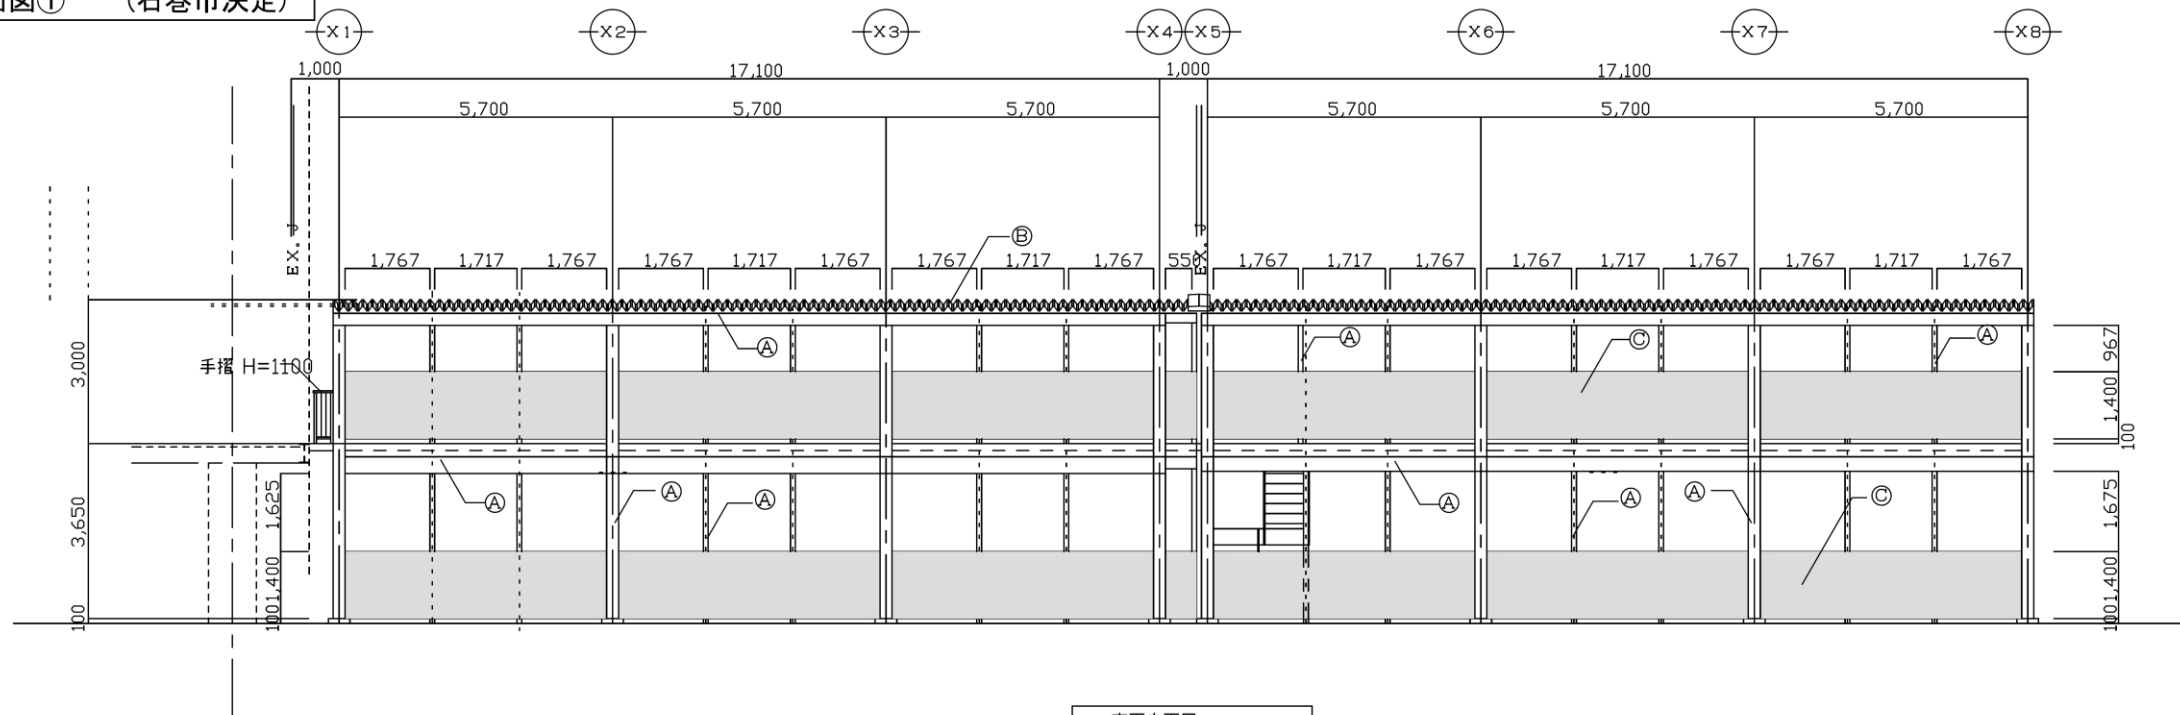 図① (石巻市決定)
X1 X2 X3 X4 X5 X6 X7 X8
1,000 17,100 1,000 17,100
5,700 5,700 5,700 5,700 5,700 5,700
EX. J EX. J
B
1,767 1,717 1,767 1,767 1,717 1,767 1,767 1,717 1,767 550 1,767 1,717 1,767 1,767 1,717 1,767 1,767 1,717 1,767
A A C A
3,000 967
手摺 H=1100
1,400
100
A A A A A A C
3,650 1,625 1,675
100 100 1,400 100 1,400